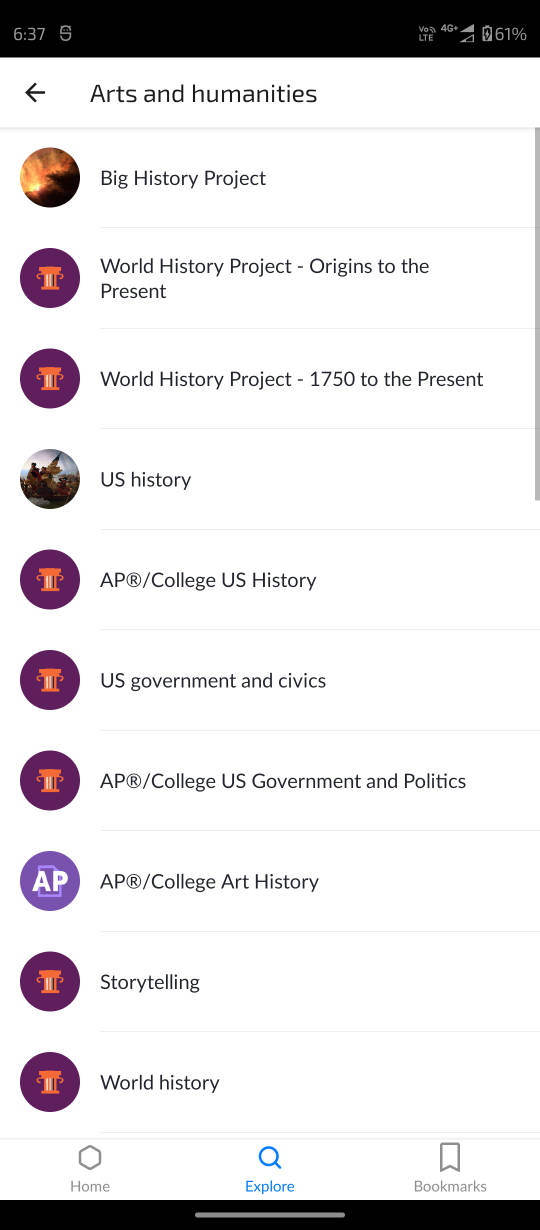 6:37
Vo))
LTE
4G+
61%
Arts and humanities
Big History Project
World History Project - Origins to the
Present
World History Project - 1750 to the Present
US history
AP®/College US History
US government and civics
AP®/College US Government and Politics
AP
AP®/College Art History
Storytelling
World history
Home
Explore
Bookmarks